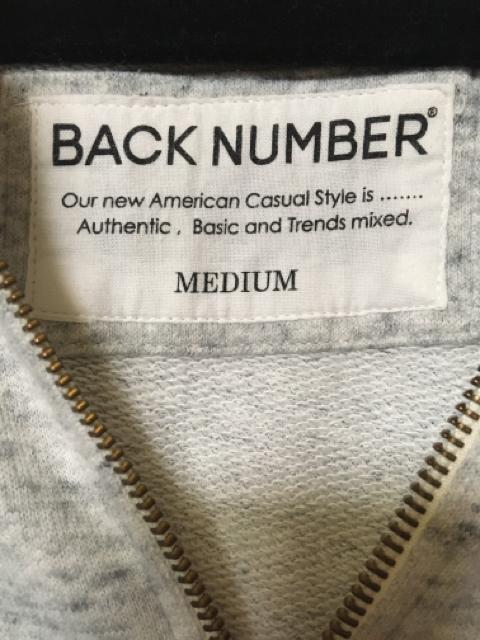 BACK NUMBER®
Our new American Casual Style is .......
Authentic , Basic and Trends mixed.
MEDIUM